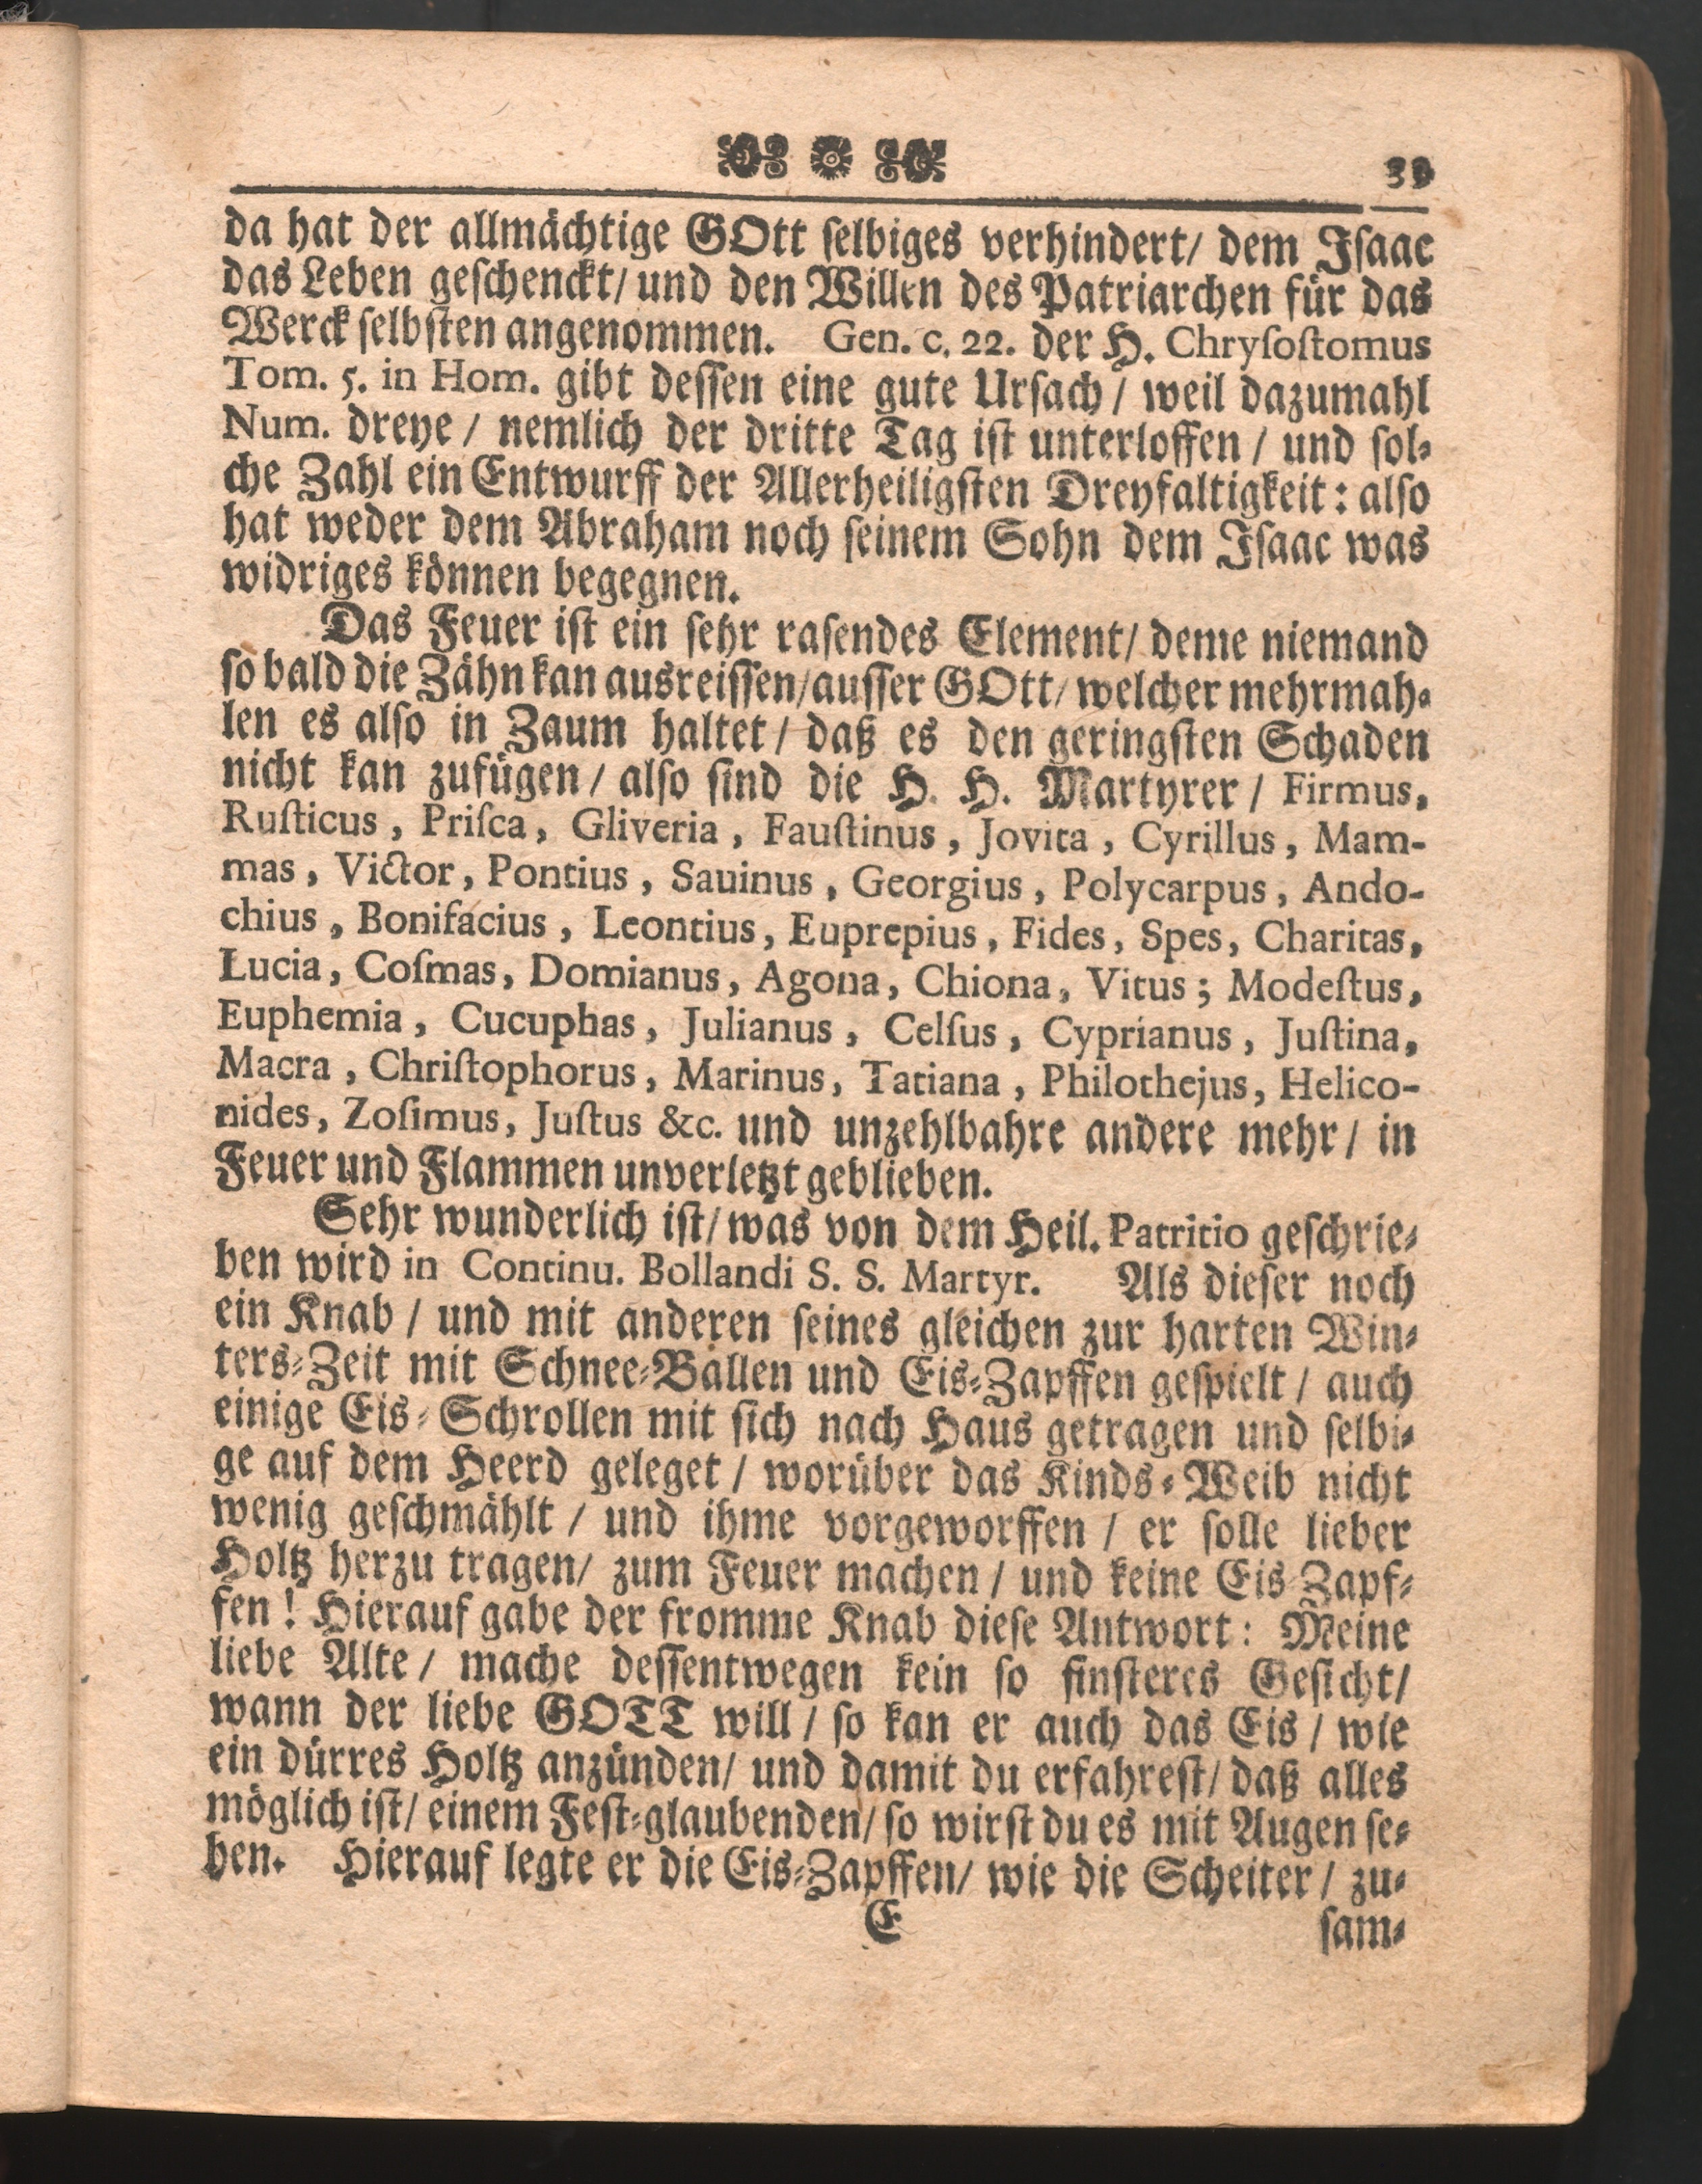 33
da hat der allmächtige GOtt ſelbiges verhindert/ dem Iſaac
das Leben geſchenckt/ und den Willen des Patriarchen für das
Werck ſelbſten angenommen. Gen. c. 22. der H. Chryſoſtomus
Tom. 5. in Hom. gibt deſſen eine gute Urſach / weil dazumahl
Num. dreye / nemlich der dritte Tag iſt unterloffen / und ſol⸗
che Zahl ein Entwurff der Allerheiligſten Dreyfaltigkeit: alſo
hat weder dem Abraham noch ſeinem Sohn dem Iſaac was
widriges können begegnen.
Das Feuer iſt ein ſehr raſendes Element/ deme niemand
ſo bald die Zähn kan ausreiſſen/auſſer GOtt/ welcher mehrmah⸗
len es alſo in Zaum haltet / daß es den geringſten Schaden
nicht kan zufügen / alſo ſind die H. H. Martyrer / Firmus,
Ruſticus, Priſca, Gliveria, Fauſtinus, Jovita, Cyrillus, Mam-
mas, Victor, Pontius, Sauinus, Georgius, Polycarpus, Ando-
chius, Bonifacius, Leontius, Euprepius, Fides, Spes, Charitas,
Lucia, Coſmas, Domianus, Agona, Chiona, Vitus; Modeſtus,
Euphemia, Cucuphas, Julianus, Celſus, Cyprianus, Juſtina,
Macra, Chriſtophorus, Marinus, Tatiana, Philothejus, Helico-
nides, Zoſimus, Juſtus &c. und unzehlbahre andere mehr / in
Feuer und Flammen unverletzt geblieben.
Sehr wunderlich iſt/ was von dem Heil. Patritio geſchrie⸗
ben wird in Continu. Bollandi S. S. Martyr. Als dieſer noch
ein Knab / und mit anderen ſeines gleichen zur harten Win⸗
ters⸗Zeit mit Schnee⸗Ballen und Eis⸗Zapffen geſpielt / auch
einige Eis⸗Schrollen mit ſich nach Haus getragen und ſelbi⸗
ge auf dem Heerd geleget / worüber das Kinds⸗Weib nicht
wenig geſchmählt / und ihme vorgeworffen / er ſolle lieber
Holtz herzu tragen/ zum Feuer machen / und keine Eis Zapf⸗
fen! Hierauf gabe der fromme Knab dieſe Antwort: Meine
liebe Alte / mache deſſentwegen kein ſo finſteres Geſicht/
wann der liebe GOTT will / ſo kan er auch das Eis / wie
ein dürres Holtz anzünden/ und damit du erfahreſt/ daß alles
möglich iſt/ einem Feſt⸗glaubenden/ ſo wirſt du es mit Augen ſe⸗
hen. Hierauf legte er die Eis⸗Zapffen/ wie die Scheiter / zu⸗
E
ſam⸗